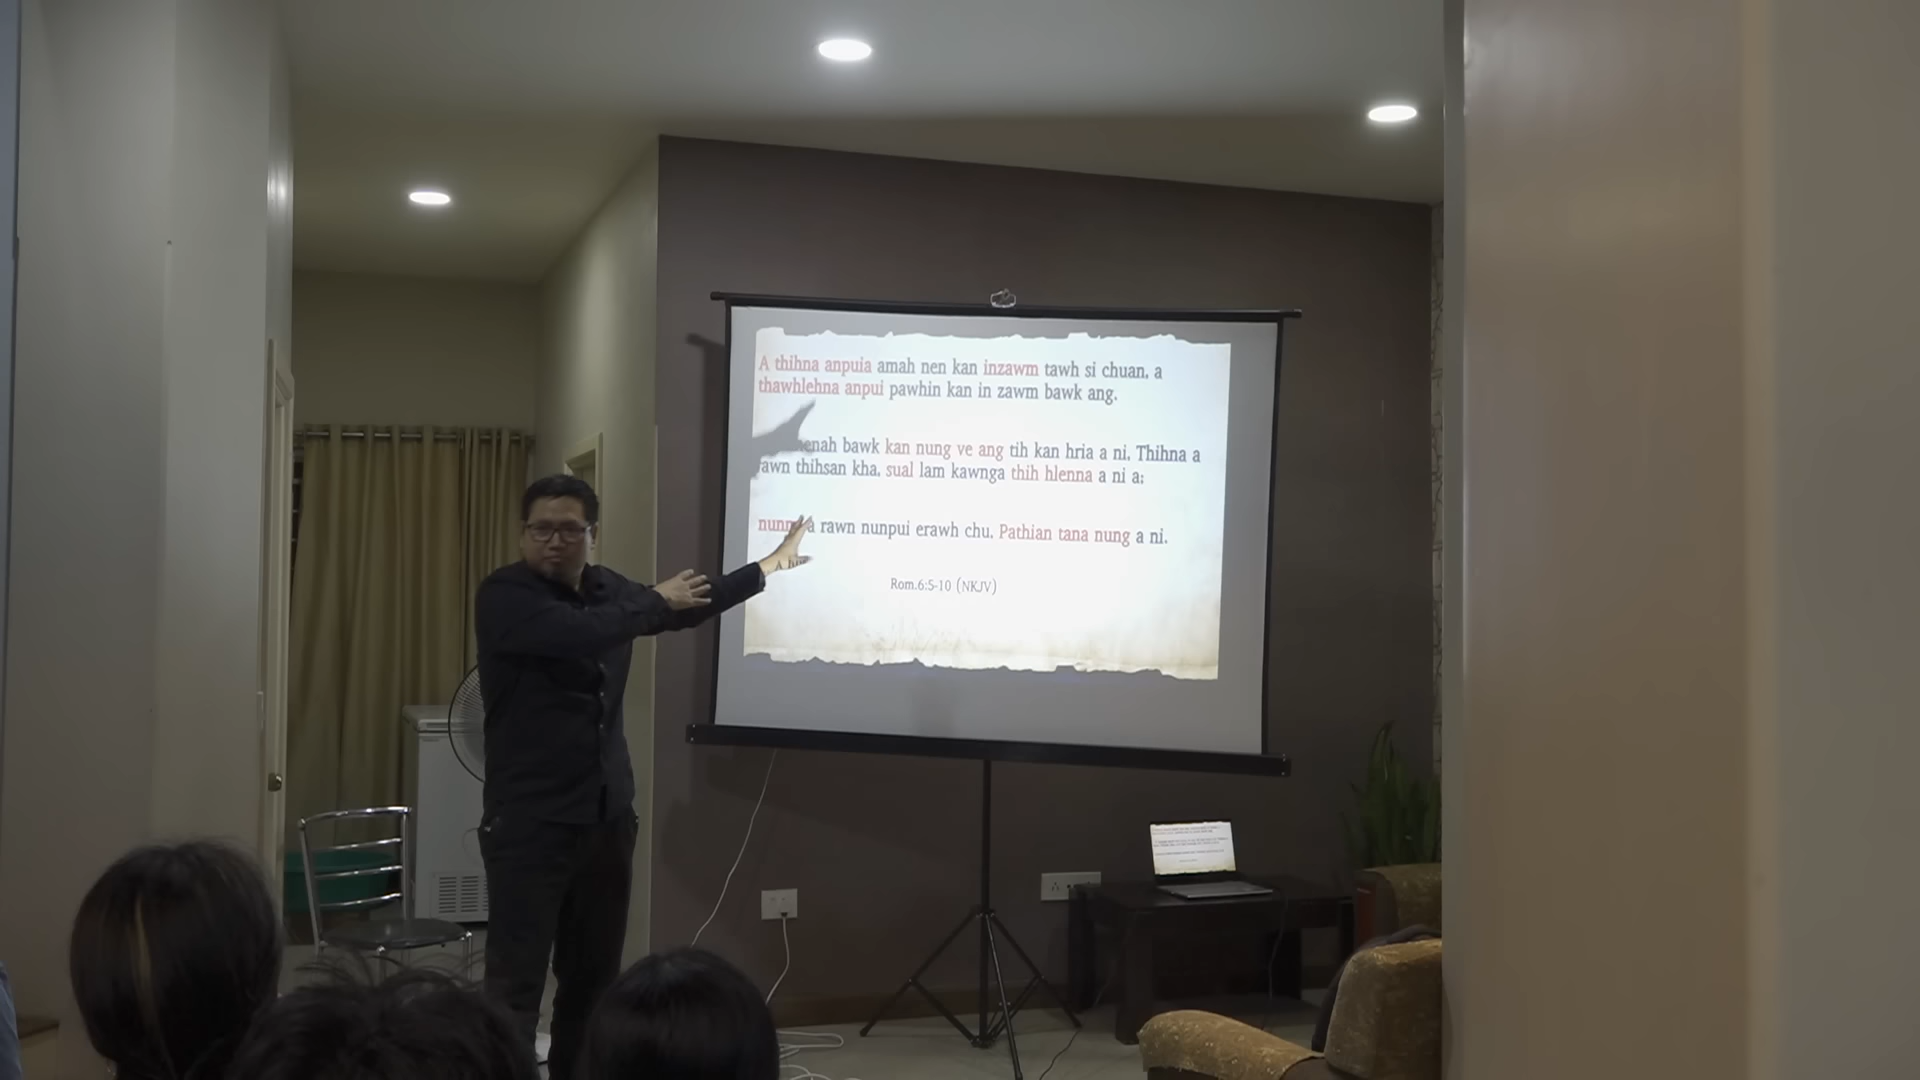 A thihna anpuia amah nen kan inzawm tawh si chuan, a
thawhlehna anpui pawhin kan in zawm bawk ang.
bawk kan nung ve ang tih kan hria a ni. Thihna a
rawn thihsan kha, sual lam kawnga thih hlenna a ni a;
a rawn nunpui erawh chu, Pathian tana nung a ni.
Rom.6:5-10 (NKJV)